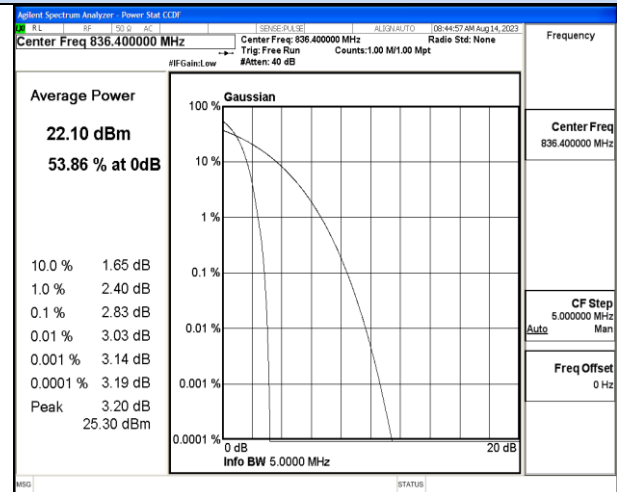 Agilent Spectrum Analyzer - Power Stat CCDF
RL RF 50 Ω AC SENSE:PULSE ALIGNAUTO 08:44:57 AM Aug 14, 2023
Center Freq 836.400000 MHz
Center Freq: 836.400000 MHz Radio Std: None
Trig: Free Run Counts:1.00 M/1.00 Mpt
#IFGain:Low #Atten: 40 dB
Frequency
Average Power
22.10 dBm
53.86 % at 0dB
10.0 % 1.65 dB
1.0 % 2.40 dB
0.1 % 2.83 dB
0.01 % 3.03 dB
0.001 % 3.14 dB
0.0001 % 3.19 dB
Peak 3.20 dB
25.30 dBm
Gaussian
100 %
10 %
1 %
0.1 %
0.01 %
0.001 %
0.0001 %
0 dB 20 dB
Info BW 5.0000 MHz
Center Freq
836.400000 MHz
CF Step
5.000000 MHz
Auto Man
Freq Offset
0 Hz
MSG STATUS